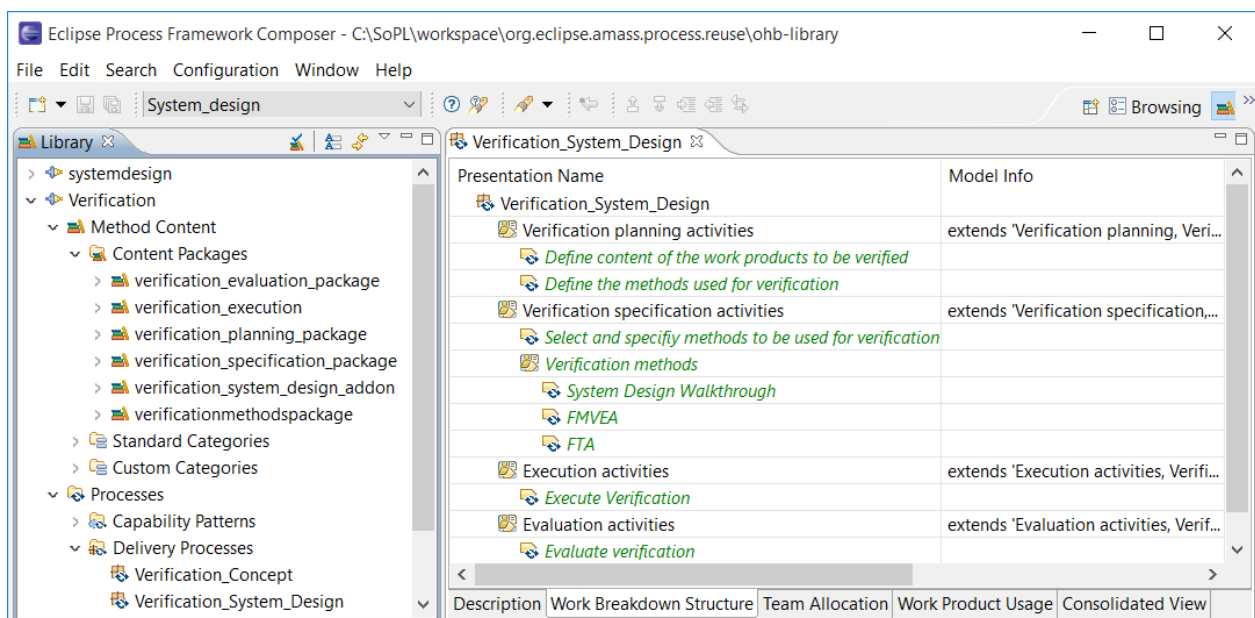 Eclipse Process Framework Composer - C:\SoPL\workspace\org.eclipse.amass.process.reuse\ohb-library
File Edit Search Configuration Window Help
System_design
Browsing
Library
systemdesign
Verification
Method Content
Content Packages
verification_evaluation_package
verification_execution
verification_planning_package
verification_specification_package
verification_system_design_addon
verificationmethodspackage
Standard Categories
Custom Categories
Processes
Capability Patterns
Delivery Processes
Verification_Concept
Verification_System_Design
Verification_System_Design
Presentation Name Model Info
Verification_System_Design
Verification planning activities extends 'Verification planning, Veri...
Define content of the work products to be verified
Define the methods used for verification
Verification specification activities extends 'Verification specification,...
Select and specifiy methods to be used for verification
Verification methods
System Design Walkthrough
FMVEA
FTA
Execution activities extends 'Execution activities, Verifi...
Execute Verification
Evaluation activities extends 'Evaluation activities, Verif...
Evaluate verification
Description Work Breakdown Structure Team Allocation Work Product Usage Consolidated View